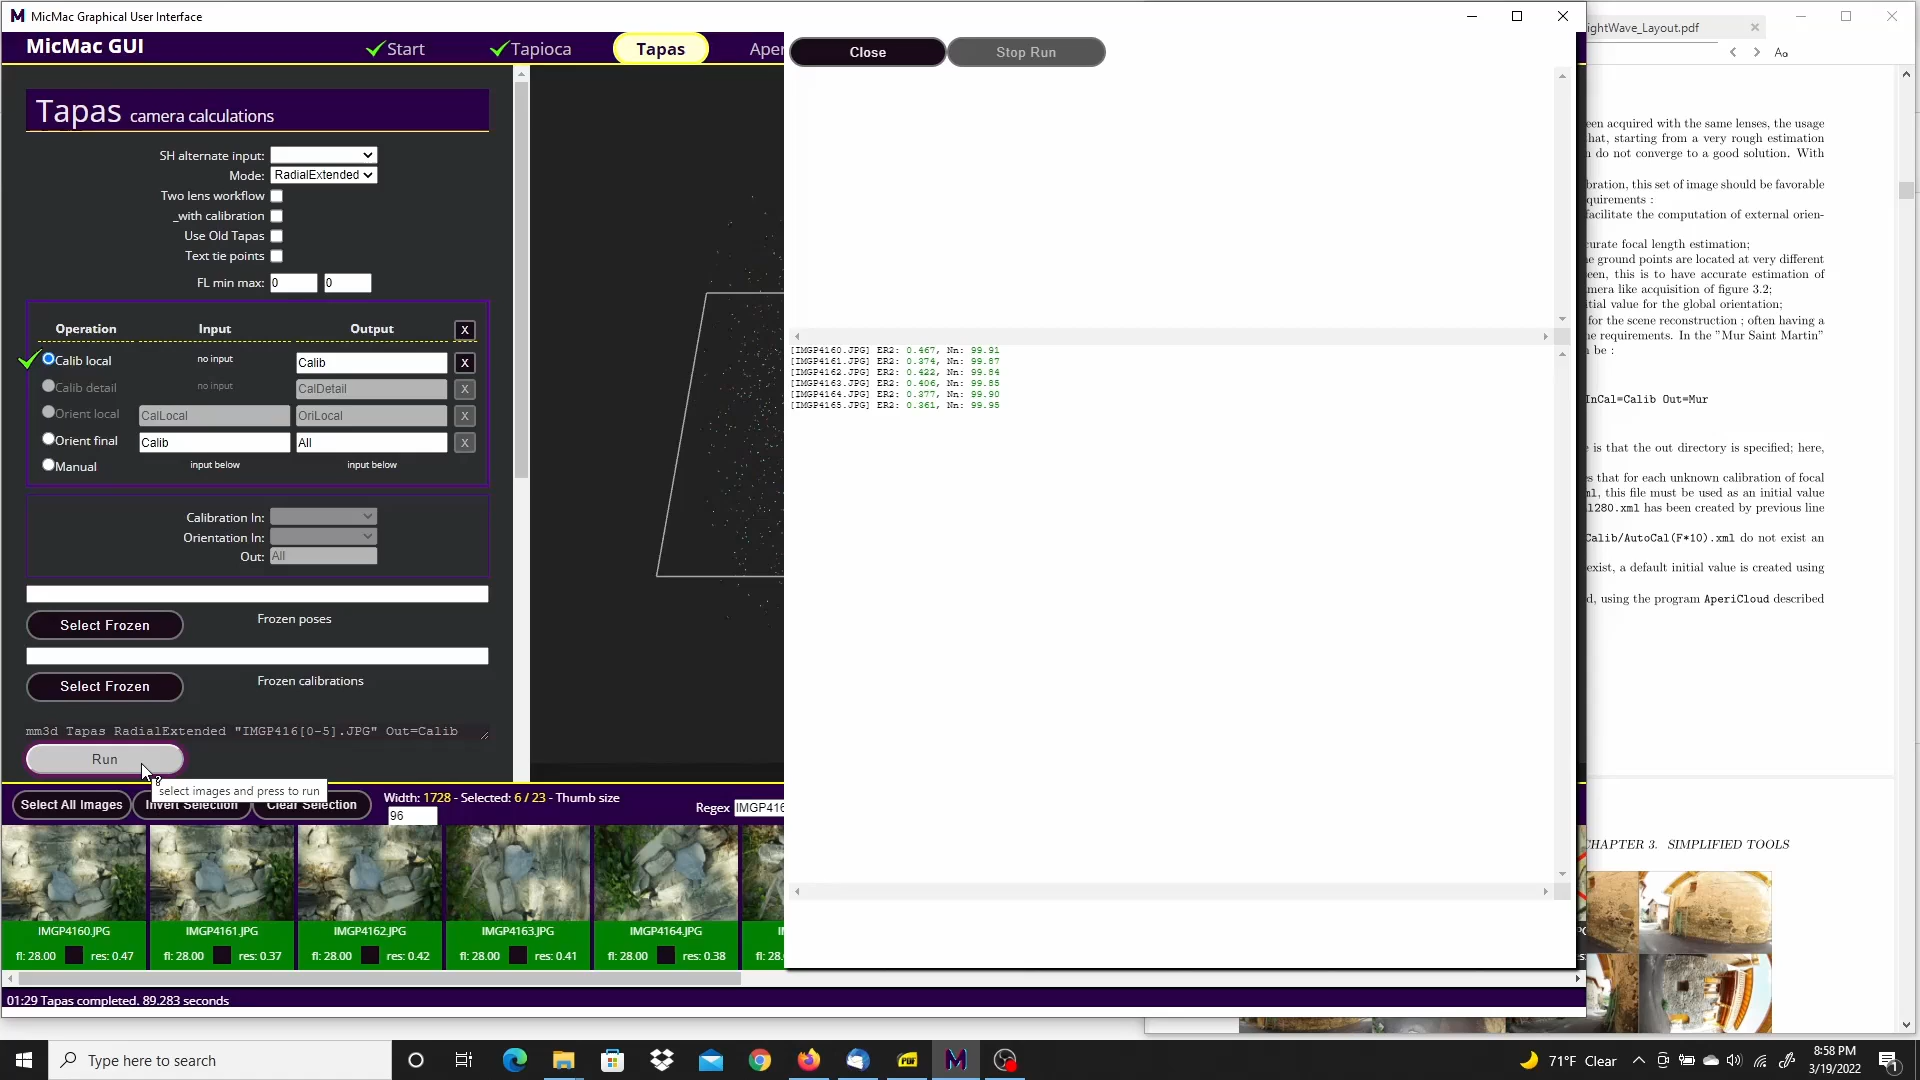 MicMac Graphical User Interface
MicMac GUI
Start
Tapioca
Tapas
Aper
Close
Stop Run
Tapas camera calculations
SH alternate input:
Mode: RadialExtended
Two lens workflow
_with calibration
Use Old Tapas
Text tie points
FL min max: 0 0
Operation Input Output X
Calib local no input Calib X
Calib detail no input CalDetail X
Orient local CalLocal OriLocal X
Orient final Calib All X
Manual input below input below
Calibration In:
Orientation In:
Out: All
Select Frozen Frozen poses
Select Frozen Frozen calibrations
mm3d Tapas RadialExtended "IMGP416[0-5].JPG" Out=Calib
Run
select images and press to run
Select All Images Invert Selection Clear Selection
Width: 1728 - Selected: 6 / 23 - Thumb size
96
Regex IMGP416
IMGP4160.JPG IMGP4161.JPG IMGP4162.JPG IMGP4163.JPG IMGP4164.JPG
fl: 28.00 res: 0.47 fl: 28.00 res: 0.37 fl: 28.00 res: 0.42 fl: 28.00 res: 0.41 fl: 28.00 res: 0.38 fl: 28.
01:29 Tapas completed. 89.283 seconds
[IMGP4160.JPG] ER2: 0.467, Nn: 99.91
[IMGP4161.JPG] ER2: 0.374, Nn: 99.87
[IMGP4162.JPG] ER2: 0.422, Nn: 99.84
[IMGP4163.JPG] ER2: 0.406, Nn: 99.85
[IMGP4164.JPG] ER2: 0.377, Nn: 99.90
[IMGP4165.JPG] ER2: 0.361, Nn: 99.95
ightWave_Layout.pdf
een acquired with the same lenses, the usage
hat, starting from a very rough estimation
n do not converge to a good solution. With
bration, this set of image should be favorable
quirements :
facilitate the computation of external orien-
curate focal length estimation;
he ground points are located at very different
een, this is to have accurate estimation of
mera like acquisition of figure 3.2;
itial value for the global orientation;
for the scene reconstruction ; often having a
he requirements. In the "Mur Saint Martin"
n be :
InCal=Calib Out=Mur
e is that the out directory is specified; here,
es that for each unknown calibration of focal
ml, this file must be used as an initial value
l280.xml has been created by previous line
Calib/AutoCal(F*10).xml do not exist an
exist, a default initial value is created using
d, using the program AperiCloud described
CHAPTER 3. SIMPLIFIED TOOLS
Type here to search
71°F Clear
8:58 PM
3/19/2022
1